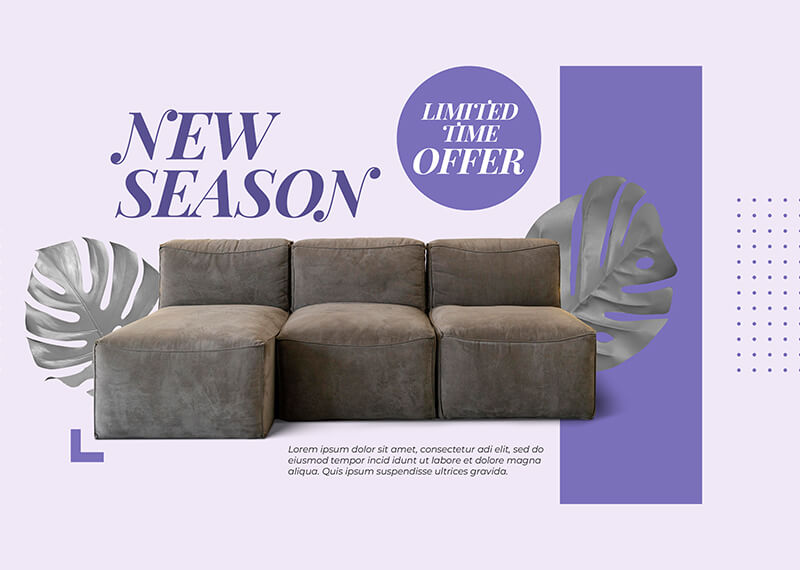 NEW
SEASON
LIMITED
TIME
OFFER
Lorem ipsum dolor sit amet, consectetur adi elit, sed do
eiusmod tempor incid idunt ut labore et dolore magna
aliqua. Quis ipsum suspendisse ultrices gravida.